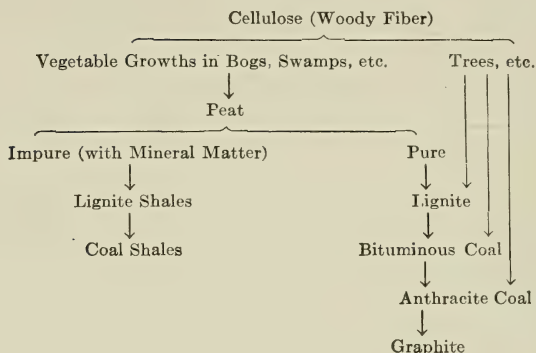 Cellulose (Woody Fiber)
Vegetable Growths in Bogs, Swamps, etc. Trees, etc.
Peat
Impure (with Mineral Matter) Pure
Lignite Shales Lignite
Coal Shales Bituminous Coal
Anthracite Coal
Graphite